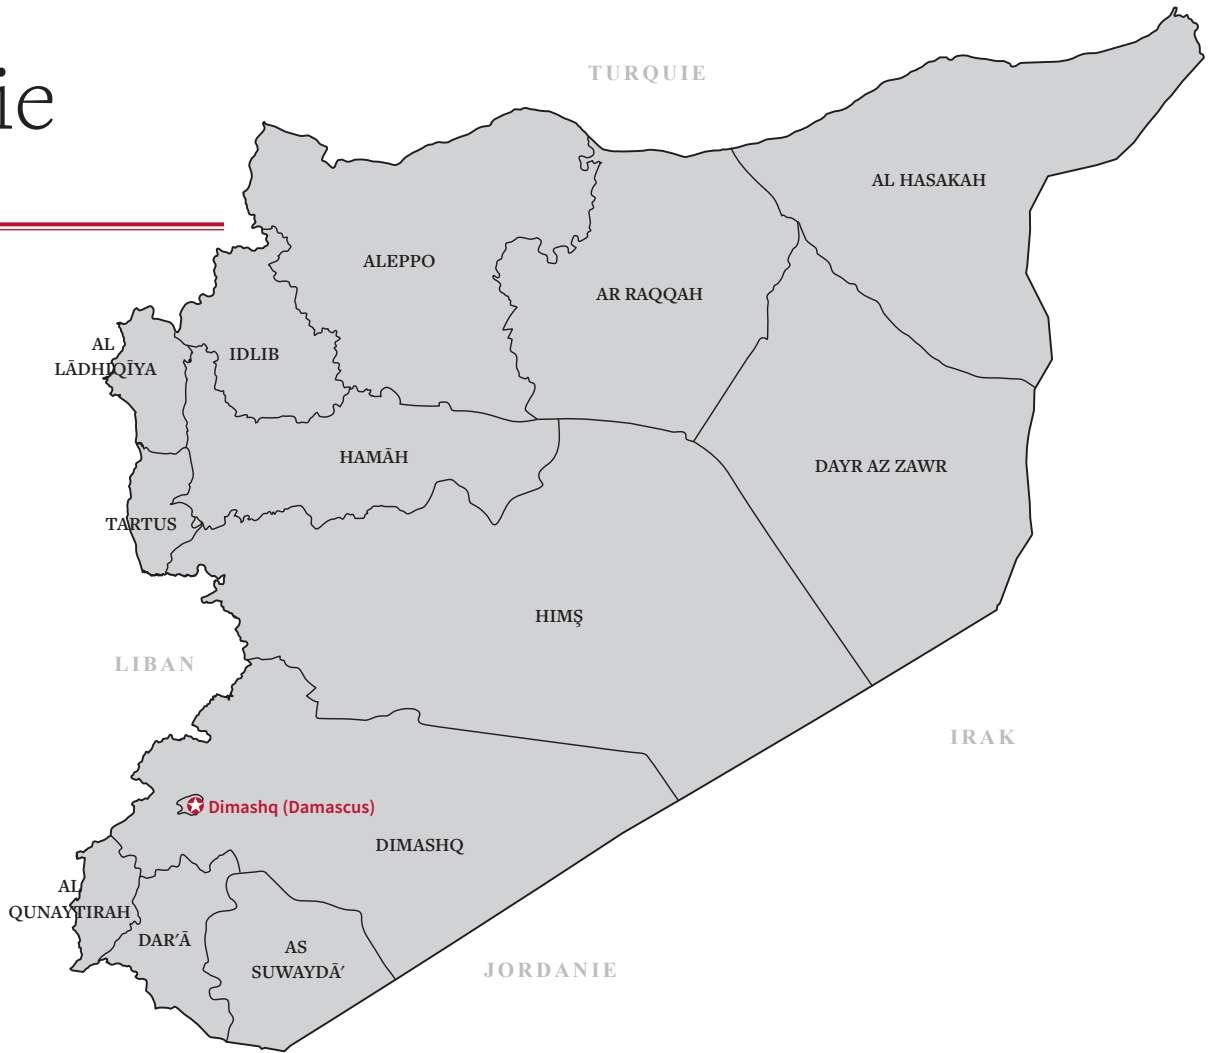 ie
TURQUIE
AL HASAKAH
ALEPPO
AR RAQQAH
AL
LĀDHIQĪYA
IDLIB
HAMĀH
DAYR AZ ZAWR
TARTUS
HIMŞ
LIBAN
IRAK
Dimashq (Damascus)
DIMASHQ
AL
QUNAYTIRAH
DAR’Ā
AS
SUWAYDĀ’
JORDANIE